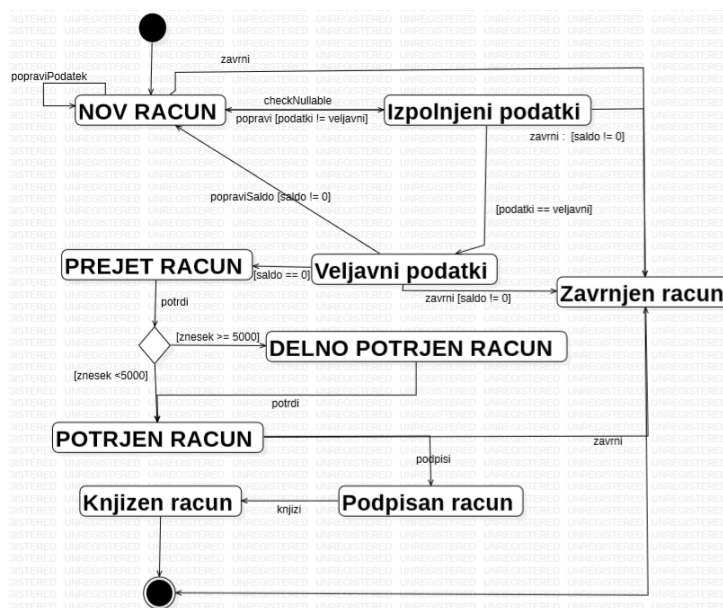 zavrni
popraviPodatek
NOV RACUN
checkNullable
popravi [podatki != veljavni]
Izpolnjeni podatki
zavrni : [saldo != 0]
popraviSaldo [saldo != 0]
[podatki == veljavni]
PREJET RACUN
[saldo == 0]
Veljavni podatki
zavrni [saldo != 0]
Zavrnjen racun
potrdi
[znesek >= 5000]
DELNO POTRJEN RACUN
[znesek <5000]
potrdi
POTRJEN RACUN
zavrni
podpisi
Knjizen racun
knjizi
Podpisan racun
UNREGISTERED